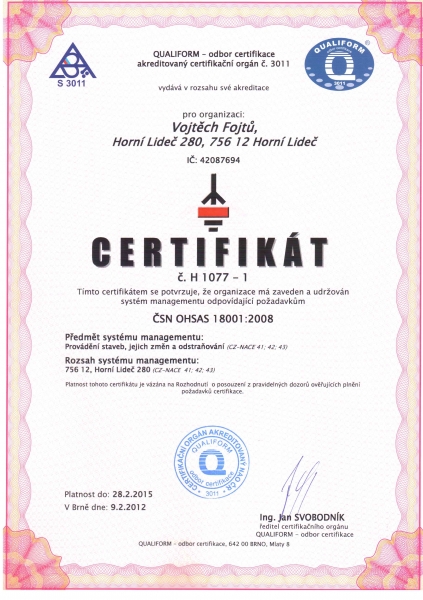 QUALIFORM – odbor certifikace
akreditovaný certifikační orgán č. 3011
S 3011
QUALIFORM
3011
vydává v rozsahu své akreditace
pro organizaci:
Vojtěch Fojtů,
Horní Lideč 280, 756 12 Horní Lideč
IČ: 42087694
CERTIFIKÁT
č. H 1077 – 1
Tímto certifikátem se potvrzuje, že organizace má zaveden a udržován
systém managementu odpovídající požadavkům
ČSN OHSAS 18001:2008
Předmět systému managementu:
Provádění staveb, jejich změn a odstraňování (CZ-NACE 41; 42; 43)
Rozsah systému managementu:
756 12, Horní Lideč 280 (CZ-NACE 41; 42; 43)
Platnost tohoto certifikátu je vázána na Rozhodnutí o posouzení z pravidelných dozorů ověřujících plnění
požadavků certifikace.
CERTIFIKAČNÍ ORGÁN AKREDITOVANÝ NAO ČR
QUALIFORM
odbor certifikace
3011
Platnost do: 28.2.2015
V Brně dne: 9.2.2012
Ing. Jan SVOBODNÍK
ředitel certifikačního orgánu
QUALIFORM - odbor certifikace
QUALIFORM - odbor certifikace, 642 00 BRNO, Mlaty 8